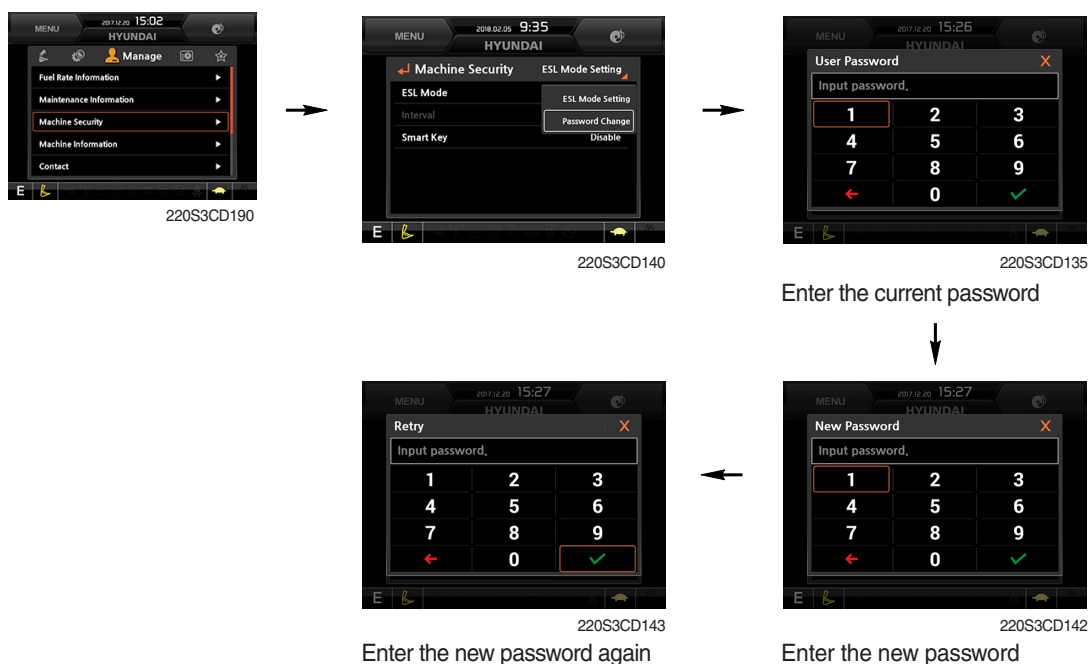 MENU
2017.12.20 15:02
HYUNDAI
Manage
Fuel Rate Information
Maintenance Information
Machine Security
Machine Information
Contact
E
220S3CD190
MENU
2018.02.05 9:35
HYUNDAI
Machine Security ESL Mode Setting
ESL Mode
ESL Mode Setting
Interval
Password Change
Smart Key Disable
E
220S3CD140
MENU
2017.12.20 15:26
HYUNDAI
User Password X
Input password.
1 2 3
4 5 6
7 8 9
0
E
220S3CD135
Enter the current password
MENU
2017.12.20 15:27
HYUNDAI
New Password X
Input password.
1 2 3
4 5 6
7 8 9
0
E
220S3CD142
Enter the new password
MENU
2017.12.20 15:27
HYUNDAI
Retry X
Input password.
1 2 3
4 5 6
7 8 9
0
E
220S3CD143
Enter the new password again